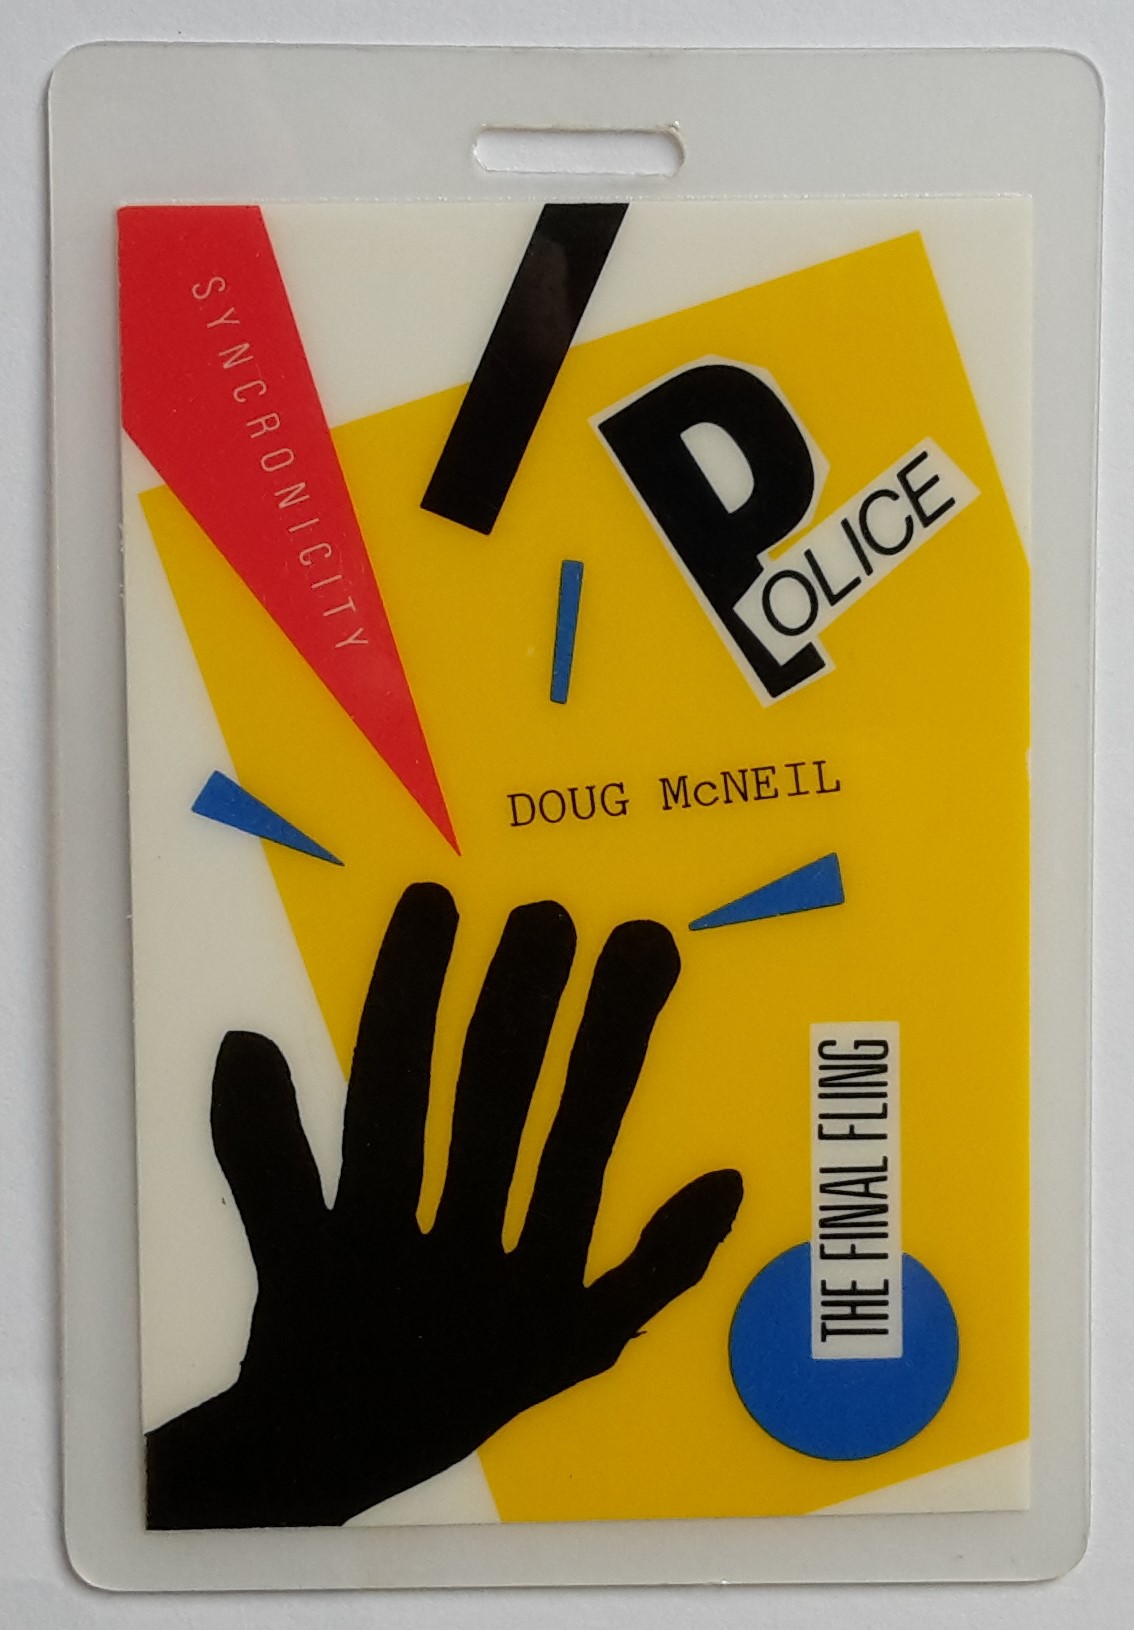 SYNCRONICITY
POLICE
DOUG McNEIL
THE FINAL FLING